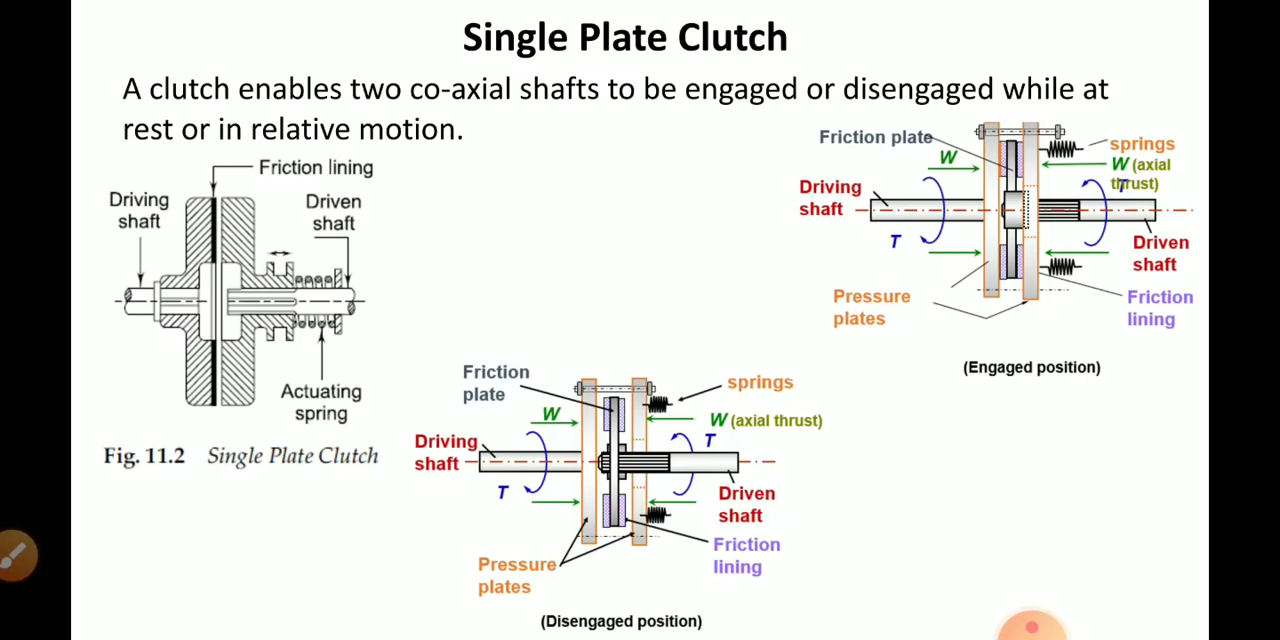 Single Plate Clutch
A clutch enables two co-axial shafts to be engaged or disengaged while at
rest or in relative motion.
Friction lining
Driving
shaft
Driven
shaft
Actuating
spring
Fig. 11.2 Single Plate Clutch
Friction plate
springs
W
W (axial
thrust)
T
Driving
shaft
T
Driven
shaft
Pressure
plates
Friction
lining
(Engaged position)
Friction
plate
springs
W
W (axial thrust)
Driving
shaft
T
T
Driven
shaft
Friction
lining
Pressure
plates
(Disengaged position)